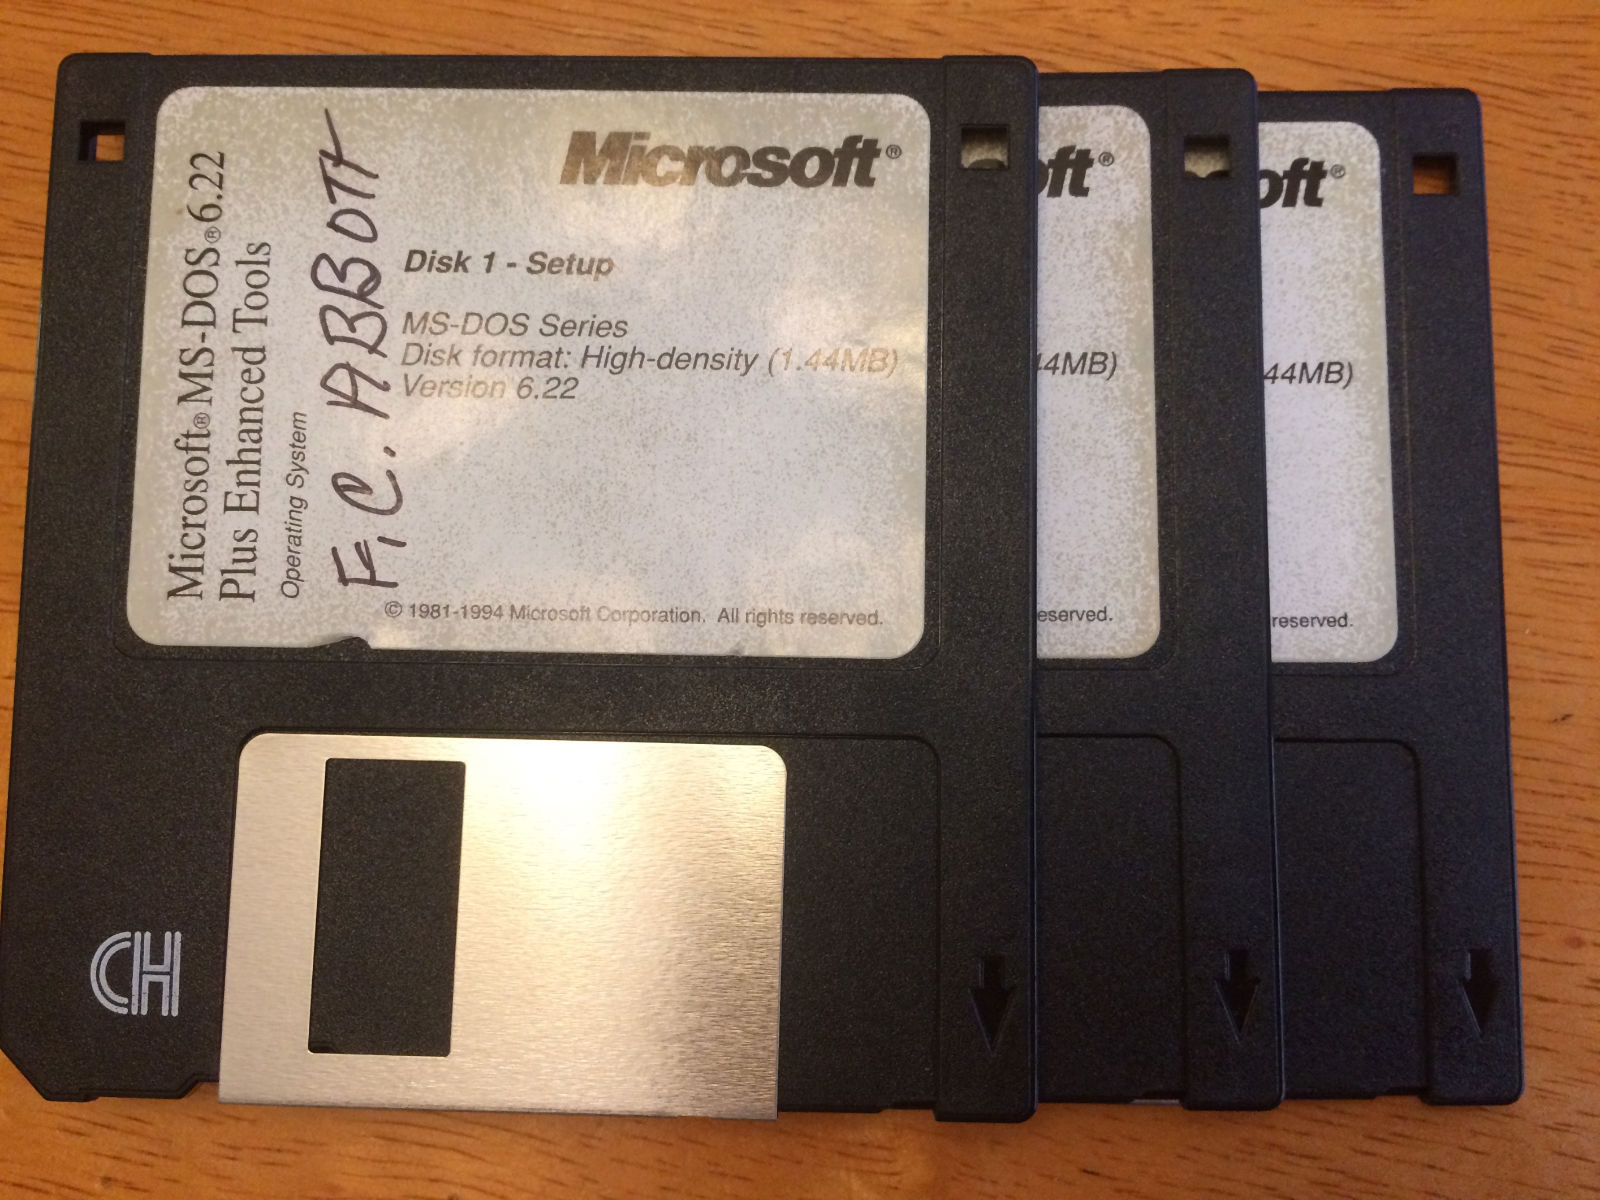 Microsoft® MS-DOS® 6.22
Plus Enhanced Tools
Operating System
F. C. ABBOTT
Microsoft®
Disk 1 - Setup
MS-DOS Series
Disk format: High-density (1.44MB)
Version 6.22
© 1981-1994 Microsoft Corporation. All rights reserved.
CH
oft®
44MB)
eserved.
oft®
44MB)
reserved.